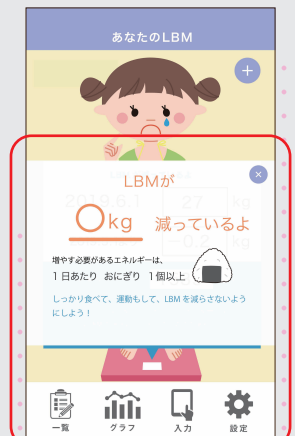 あなたのLBM
+
LBMが
〇kg 減っているよ
増やす必要があるエネルギーは、
1日あたり おにぎり 1個以上
しっかり食べて、運動もして、LBMを減らさないよう
にしよう！
一覧 グラフ 入力 設定